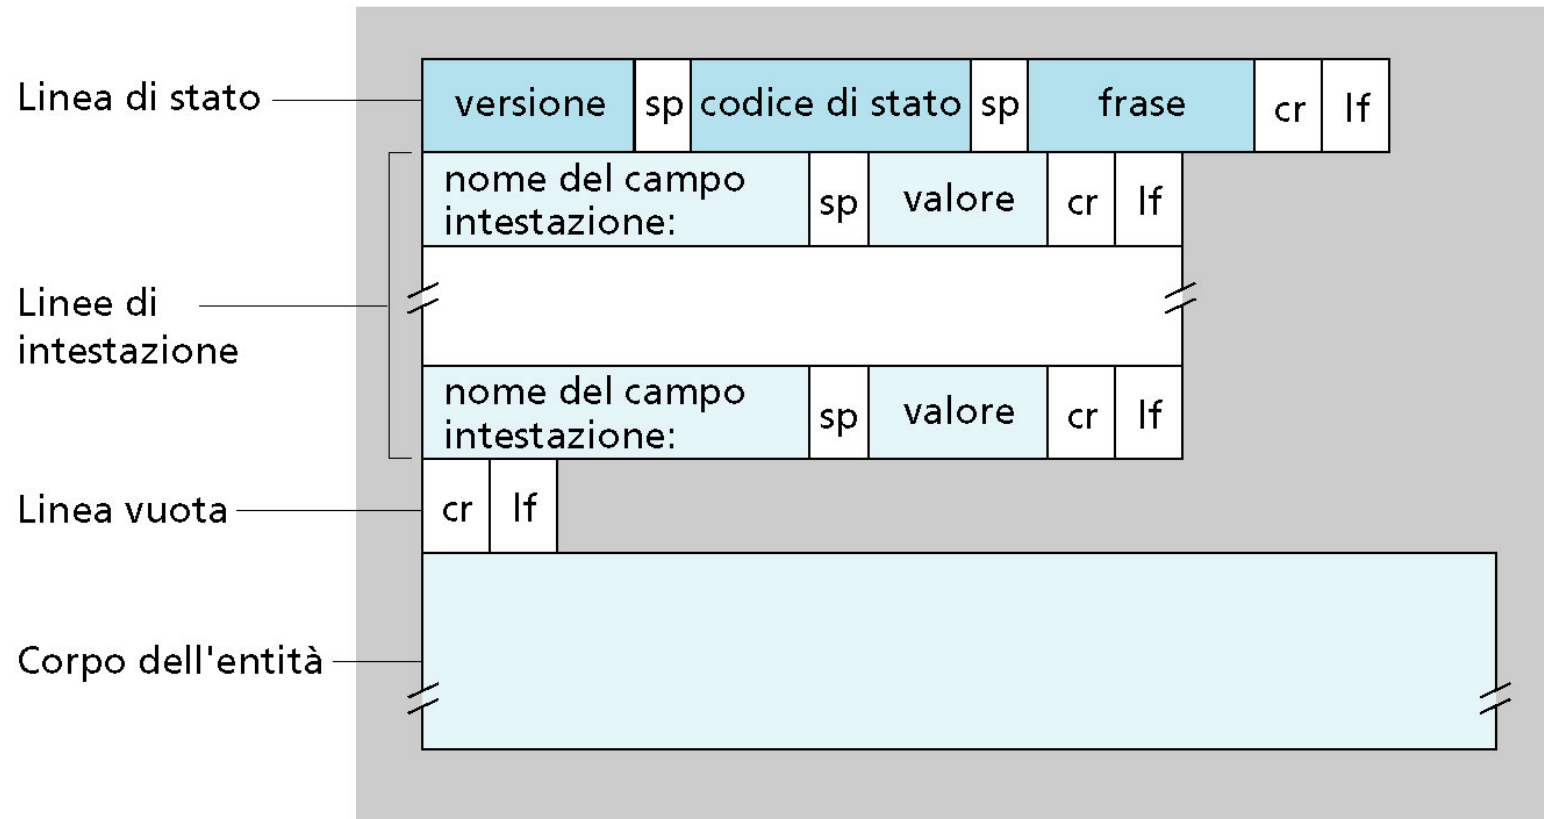 Linea di stato
versione sp codice di stato sp frase cr lf
nome del campo
intestazione:
sp valore cr lf
Linee di
intestazione
nome del campo
intestazione:
sp valore cr lf
Linea vuota
cr lf
Corpo dell'entità